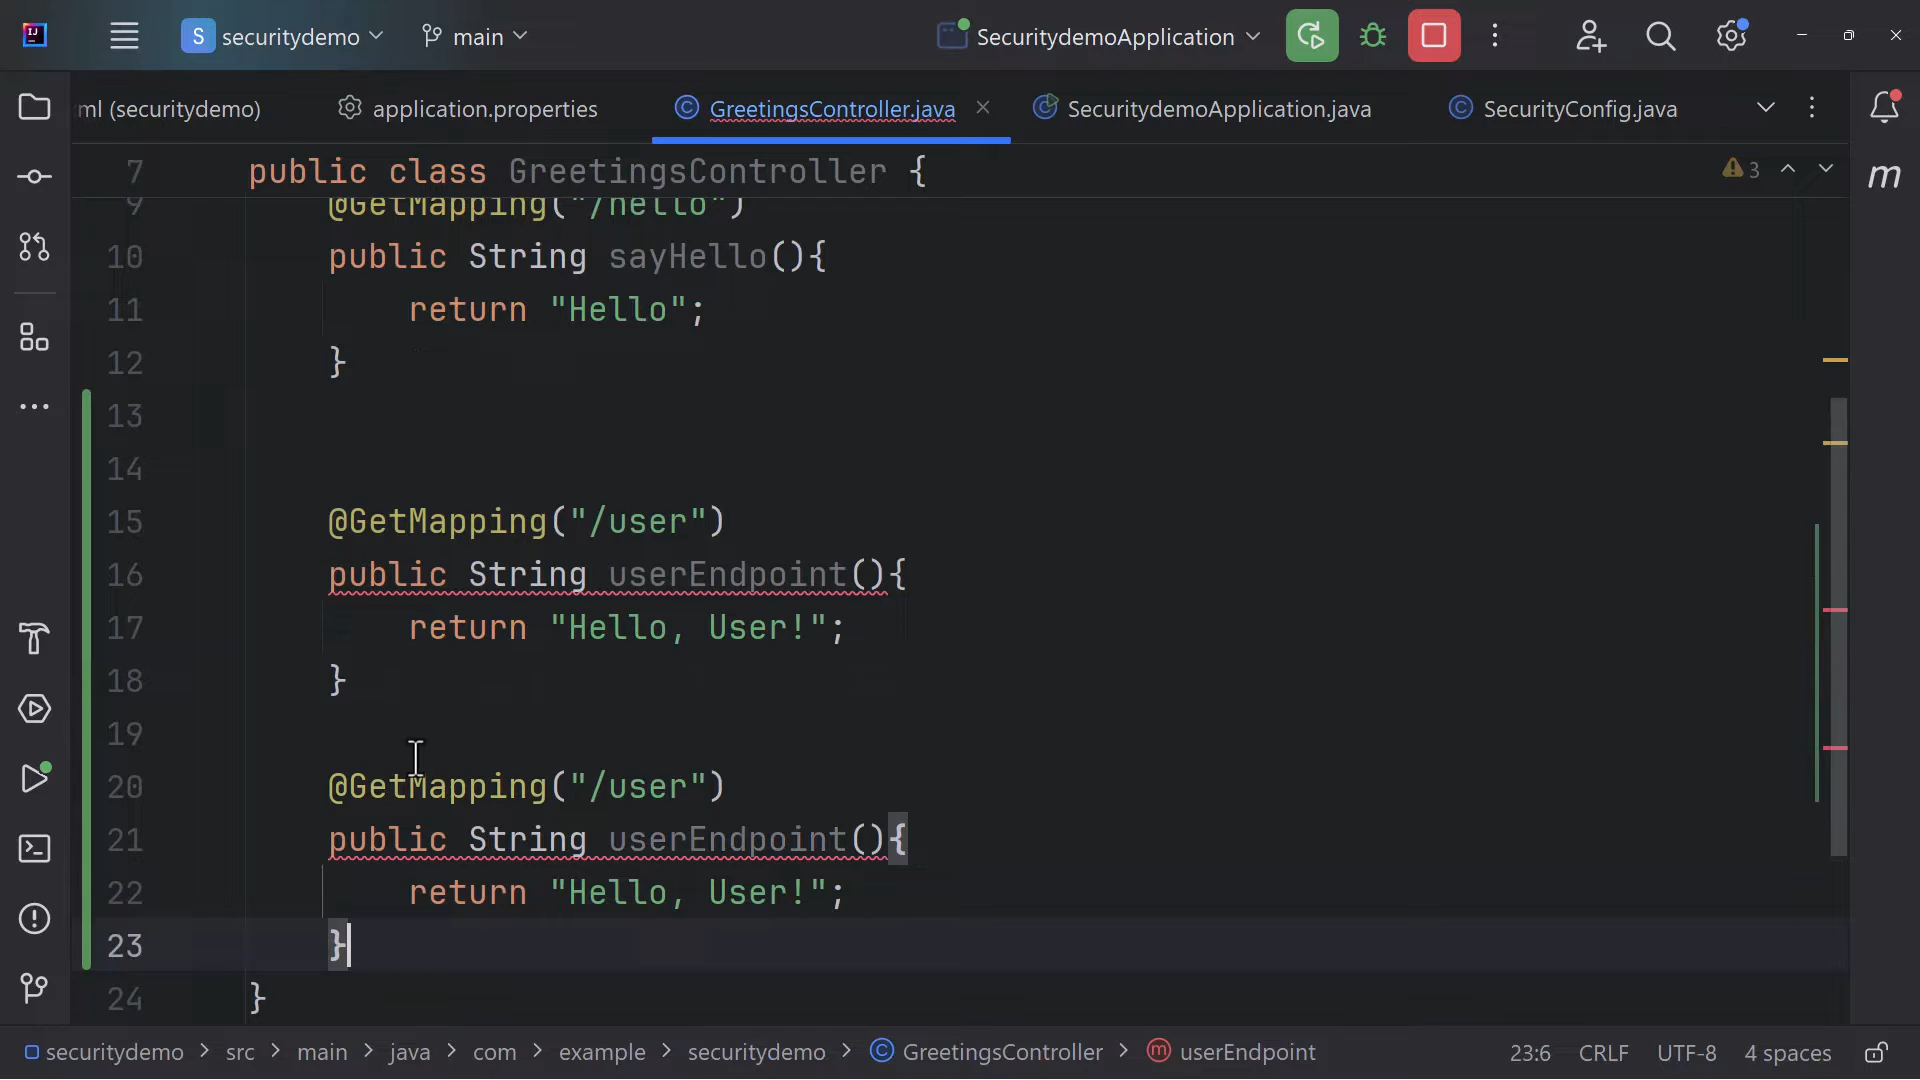 securitydemo main SecuritydemoApplication
ml (securitydemo) application.properties GreetingsController.java SecuritydemoApplication.java SecurityConfig.java
7 public class GreetingsController { 3
9 @GetMapping("/hello")
10 public String sayHello(){
11 return "Hello";
12 }
13
14
15 @GetMapping("/user")
16 public String userEndpoint(){
17 return "Hello, User!";
18 }
19
20 @GetMapping("/user")
21 public String userEndpoint(){
22 return "Hello, User!";
23 }
24 }
securitydemo > src > main > java > com > example > securitydemo > GreetingsController > userEndpoint 23:6 CRLF UTF-8 4 spaces